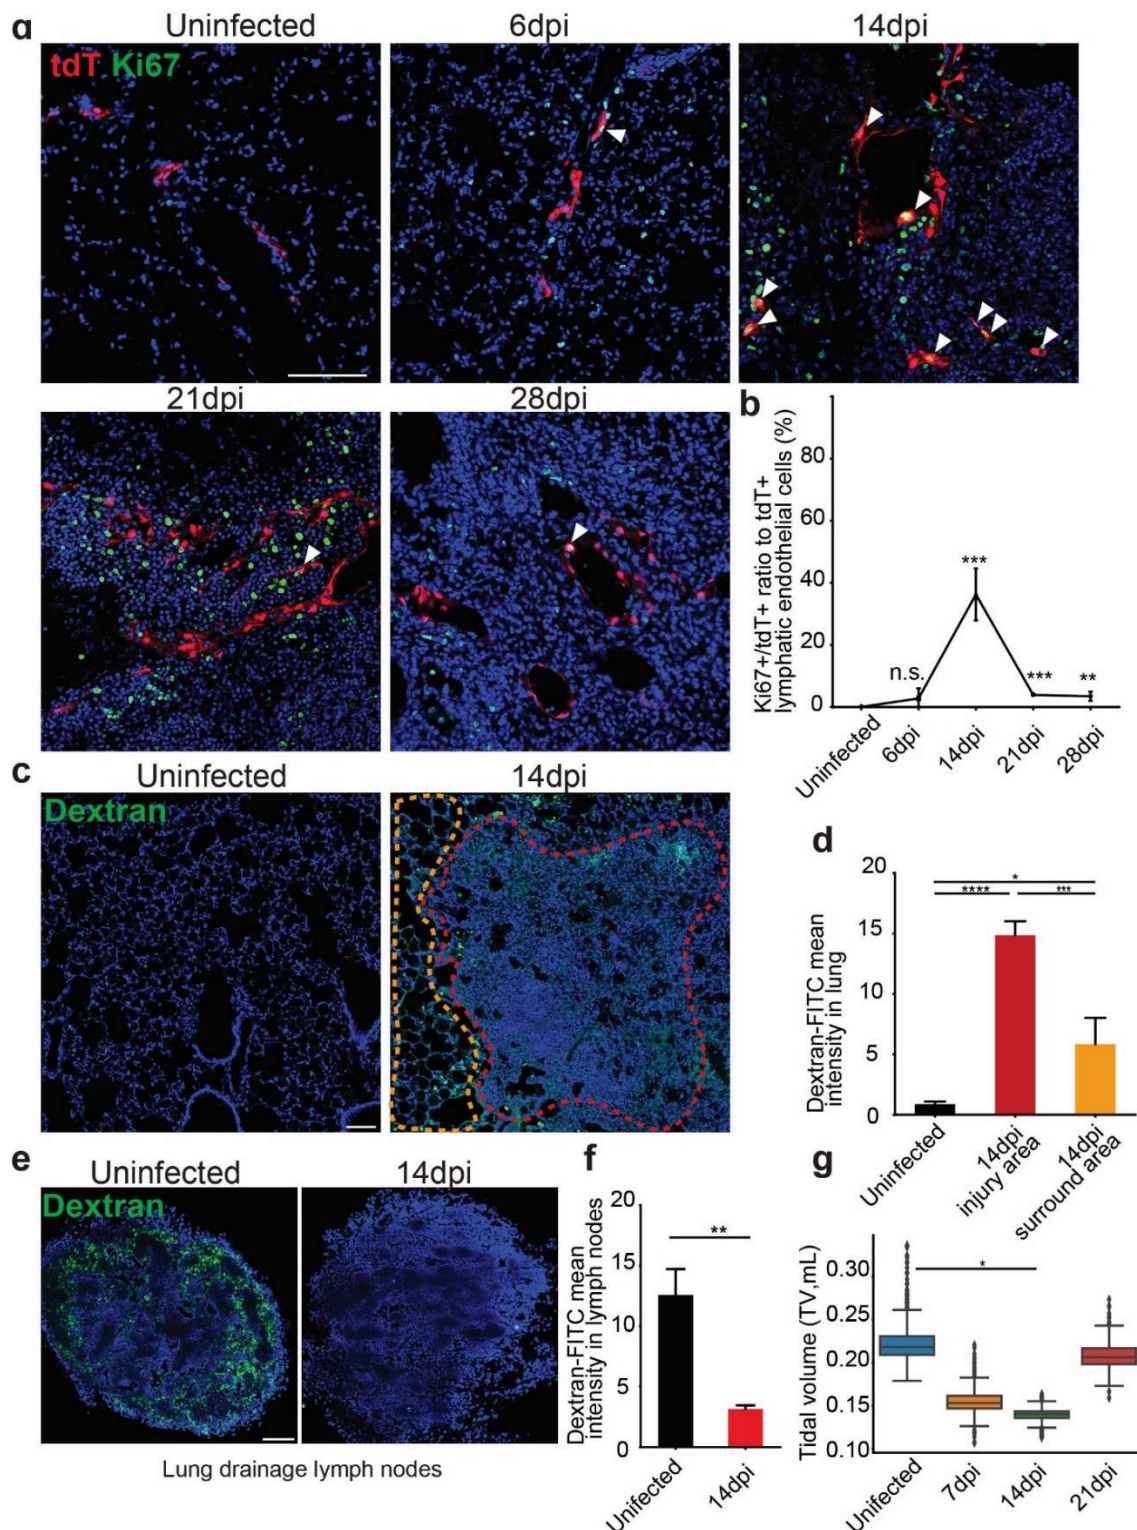 a
Uninfected
6dpi
14dpi
tdT Ki67
21dpi
28dpi
b
Ki67+/tdT+ ratio to tdT+
lymphatic endothelial cells (%)
80
60
40
20
0
n.s.
***
***
**
Uninfected
6dpi
14dpi
21dpi
28dpi
c
Uninfected
14dpi
Dextran
d
Dextran-FITC mean
intensity in lung
20
15
10
5
0
*
****
***
Uninfected
14dpi
injury area
14dpi
surround area
e
Uninfected
14dpi
Dextran
Lung drainage lymph nodes
f
Dextran-FITC mean
intensity in lymph nodes
20
15
10
5
0
**
Unifected
14dpi
g
Tidal volume (TV,mL)
0.30
0.25
0.20
0.15
0.10
*
Unifected
7dpi
14dpi
21dpi